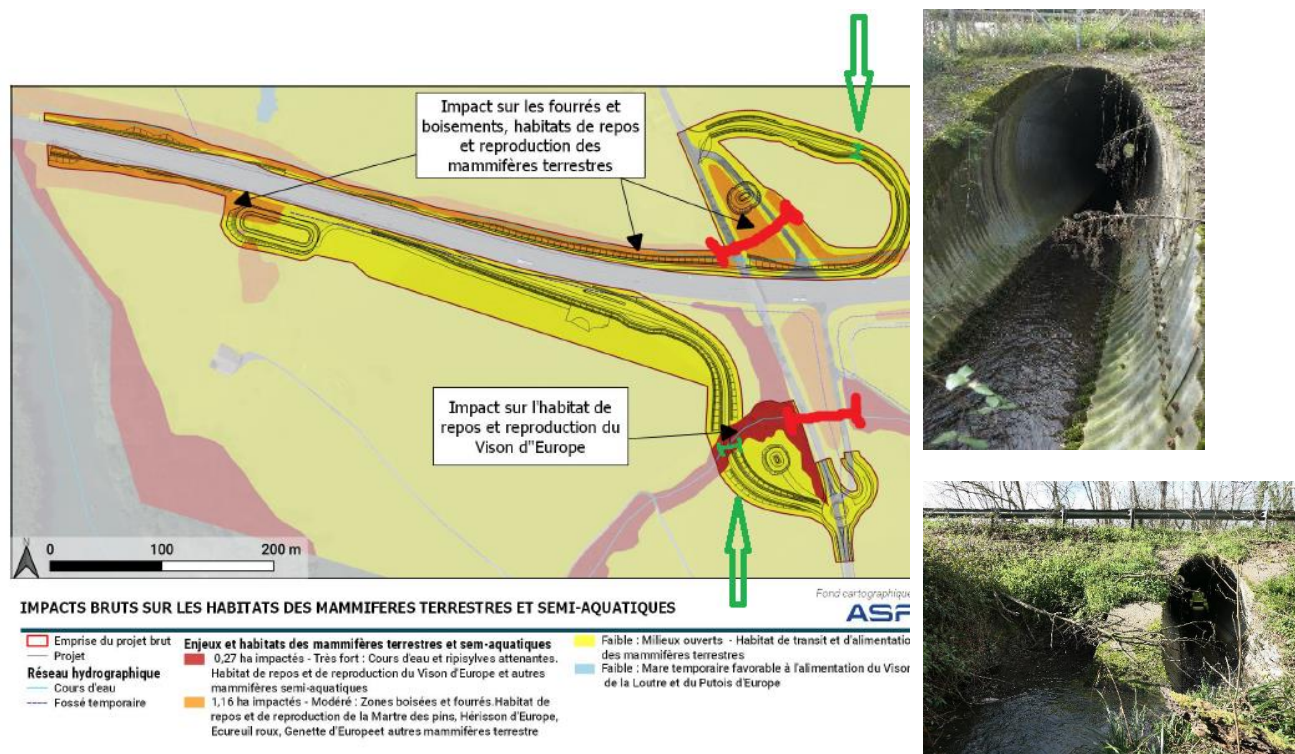 Impact sur les fourrés et
boisements, habitats de repos
et reproduction des
mammifères terrestres
Impact sur l'habitat de
repos et reproduction du
Vison d"Europe
N
0 100 200 m
Fond cartographique
IMPACTS BRUTS SUR LES HABITATS DES MAMMIFERES TERRESTRES ET SEMI-AQUATIQUES
ASF
Emprise du projet brut
Projet
Réseau hydrographique
Cours d'eau
Fossé temporaire
Enjeux et habitats des mammifères terrestres et sem-aquatiques
0,27 ha impactés - Très fort : Cours d'eau et ripisylves attenantes.
Habitat de repos et de reproduction du Vison d'Europe et autres
mammifères semi-aquatiques
1,16 ha impactés - Modéré : Zones boisées et fourrés.Habitat de
repos et de reproduction de la Martre des pins, Hérisson d'Europe,
Ecureuil roux, Genette d'Europeet autres mammifères terrestre
Faible : Milieux ouverts - Habitat de transit et d'alimentatio
des mammifères terrestres
Faible : Mare temporaire favorable à l'alimentation du Visor
de la Loutre et du Putois d'Europe